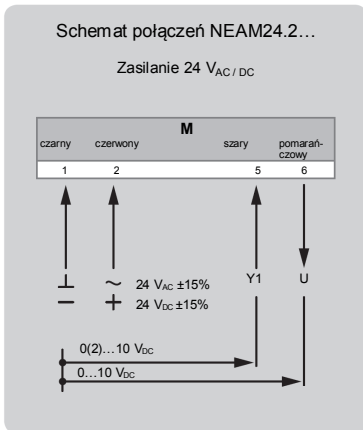 Schemat połączeń NEAM24.2...
Zasilanie 24 VAC / DC
M
czarny czerwony szary pomarań-
czowy
1 2 5 6
⊥ ~ 24 VAC ±15% Y1 U
− + 24 VDC ±15%
0(2)...10 VDC
0...10 VDC